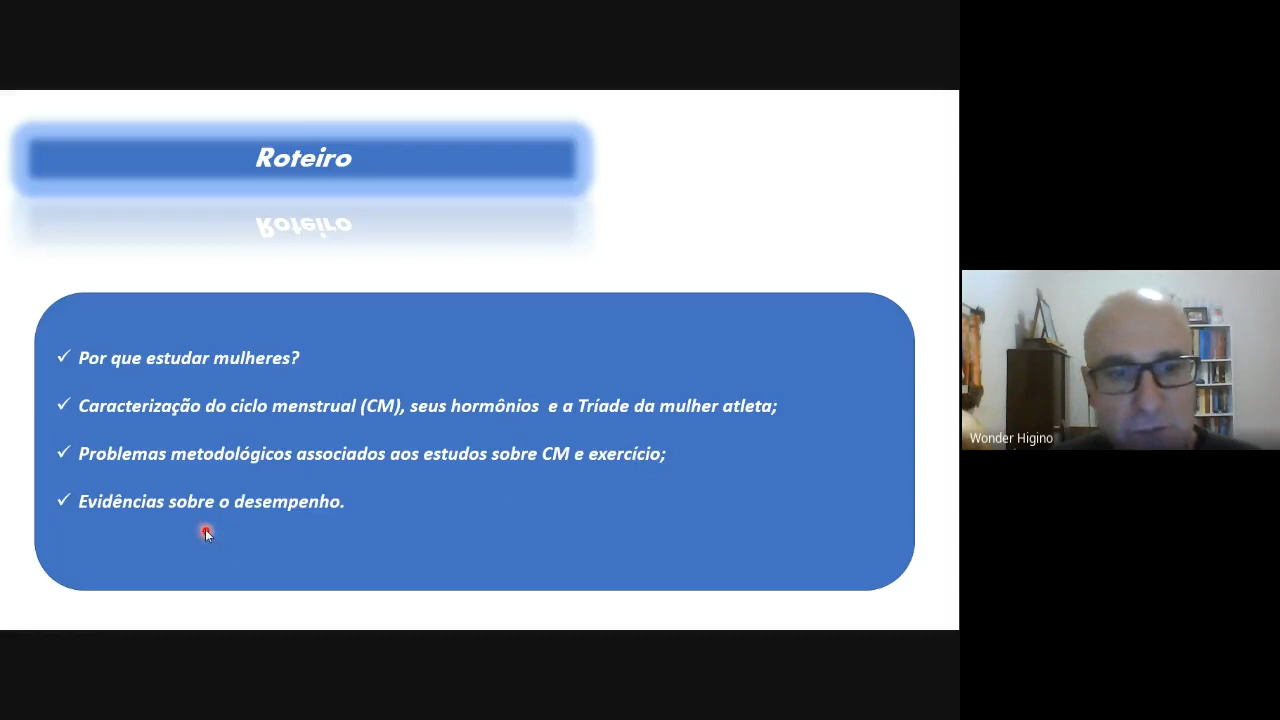 Roteiro
✓ Por que estudar mulheres?
✓ Caracterização do ciclo menstrual (CM), seus hormônios e a Tríade da mulher atleta;
✓ Problemas metodológicos associados aos estudos sobre CM e exercício;
✓ Evidências sobre o desempenho.
Wonder Higino